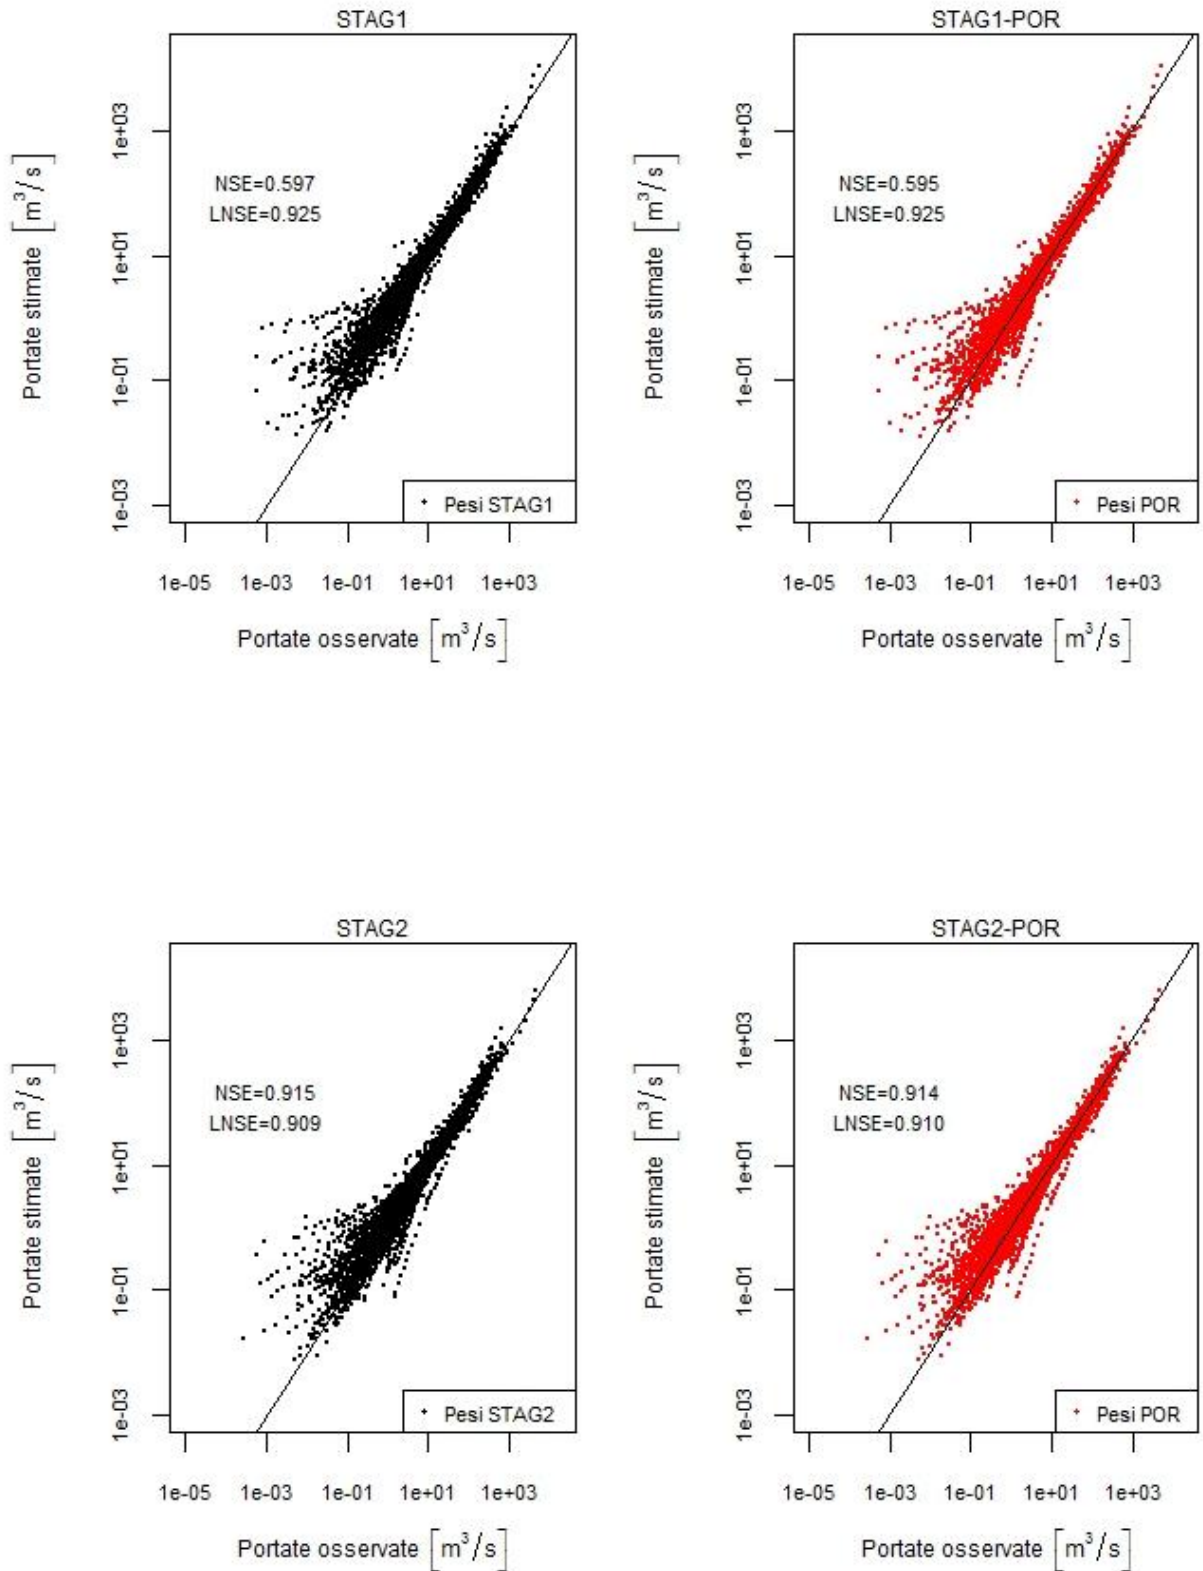 STAG1
1e+03
1e+01
1e-01
1e-03
Portate stimate [m³/s]
NSE=0.597
LNSE=0.925
Pesi STAG1
1e-05 1e-03 1e-01 1e+01 1e+03
Portate osservate [m³/s]
STAG1-POR
1e+03
1e+01
1e-01
1e-03
Portate stimate [m³/s]
NSE=0.595
LNSE=0.925
Pesi POR
1e-05 1e-03 1e-01 1e+01 1e+03
Portate osservate [m³/s]
STAG2
1e+03
1e+01
1e-01
1e-03
Portate stimate [m³/s]
NSE=0.915
LNSE=0.909
Pesi STAG2
1e-05 1e-03 1e-01 1e+01 1e+03
Portate osservate [m³/s]
STAG2-POR
1e+03
1e+01
1e-01
1e-03
Portate stimate [m³/s]
NSE=0.914
LNSE=0.910
Pesi POR
1e-05 1e-03 1e-01 1e+01 1e+03
Portate osservate [m³/s]